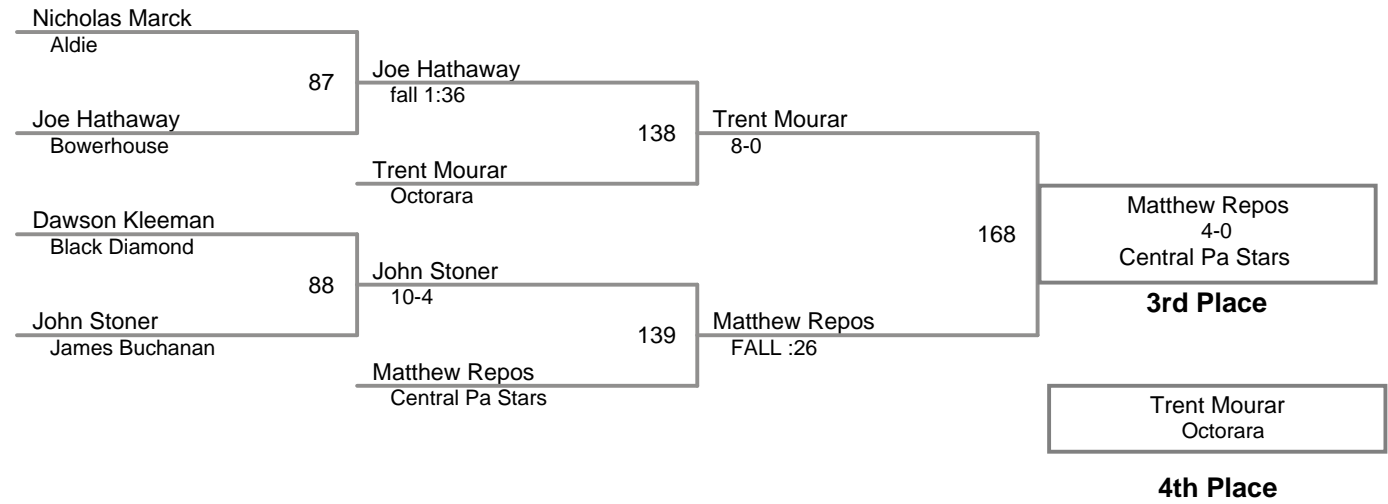 Nicholas Marck
Aldie
87
Joe Hathaway
fall 1:36
Joe Hathaway
Bowerhouse
138
Trent Mourar
8-0
Trent Mourar
Octorara
Dawson Kleeman
Black Diamond
168
Matthew Repos
4-0
Central Pa Stars
3rd Place
88
John Stoner
10-4
John Stoner
James Buchanan
139
Matthew Repos
FALL :26
Matthew Repos
Central Pa Stars
Trent Mourar
Octorara
4th Place